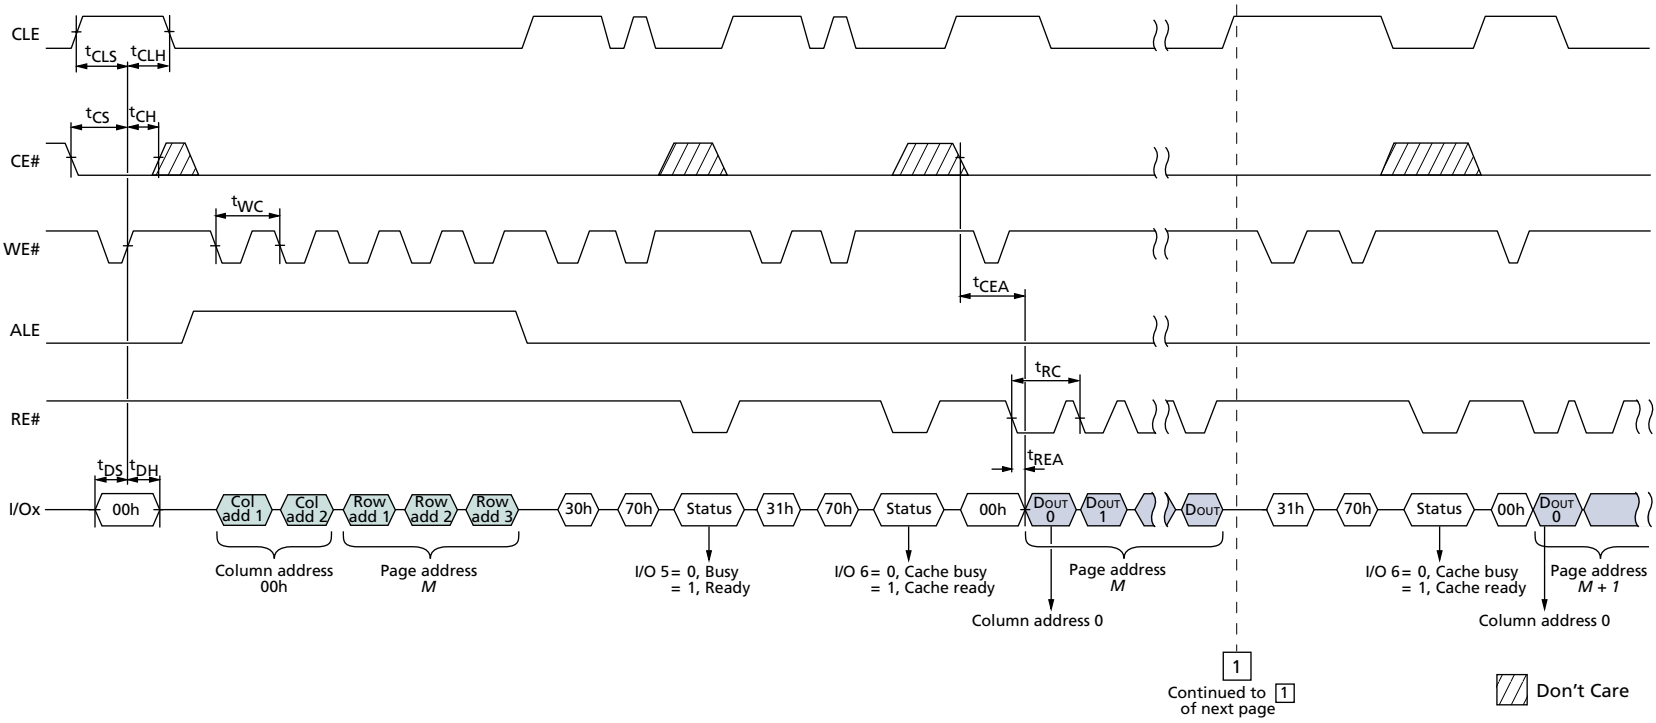 CLE
tCLS tCLH
tCS tCH
CE#
tWC
WE#
tCEA
ALE
tRC
RE#
tREA
tDS tDH
I/Ox
00h
Col
add 1
Col
add 2
Row
add 1
Row
add 2
Row
add 3
30h
70h
Status
31h
70h
Status
00h
DOUT
0
DOUT
1
DOUT
31h
70h
Status
00h
DOUT
0
Column address
00h
Page address
M
I/O 5 = 0, Busy
= 1, Ready
I/O 6 = 0, Cache busy
= 1, Cache ready
Page address
M
Column address 0
I/O 6 = 0, Cache busy
= 1, Cache ready
Page address
M + 1
Column address 0
1
Continued to 1
of next page
Don't Care